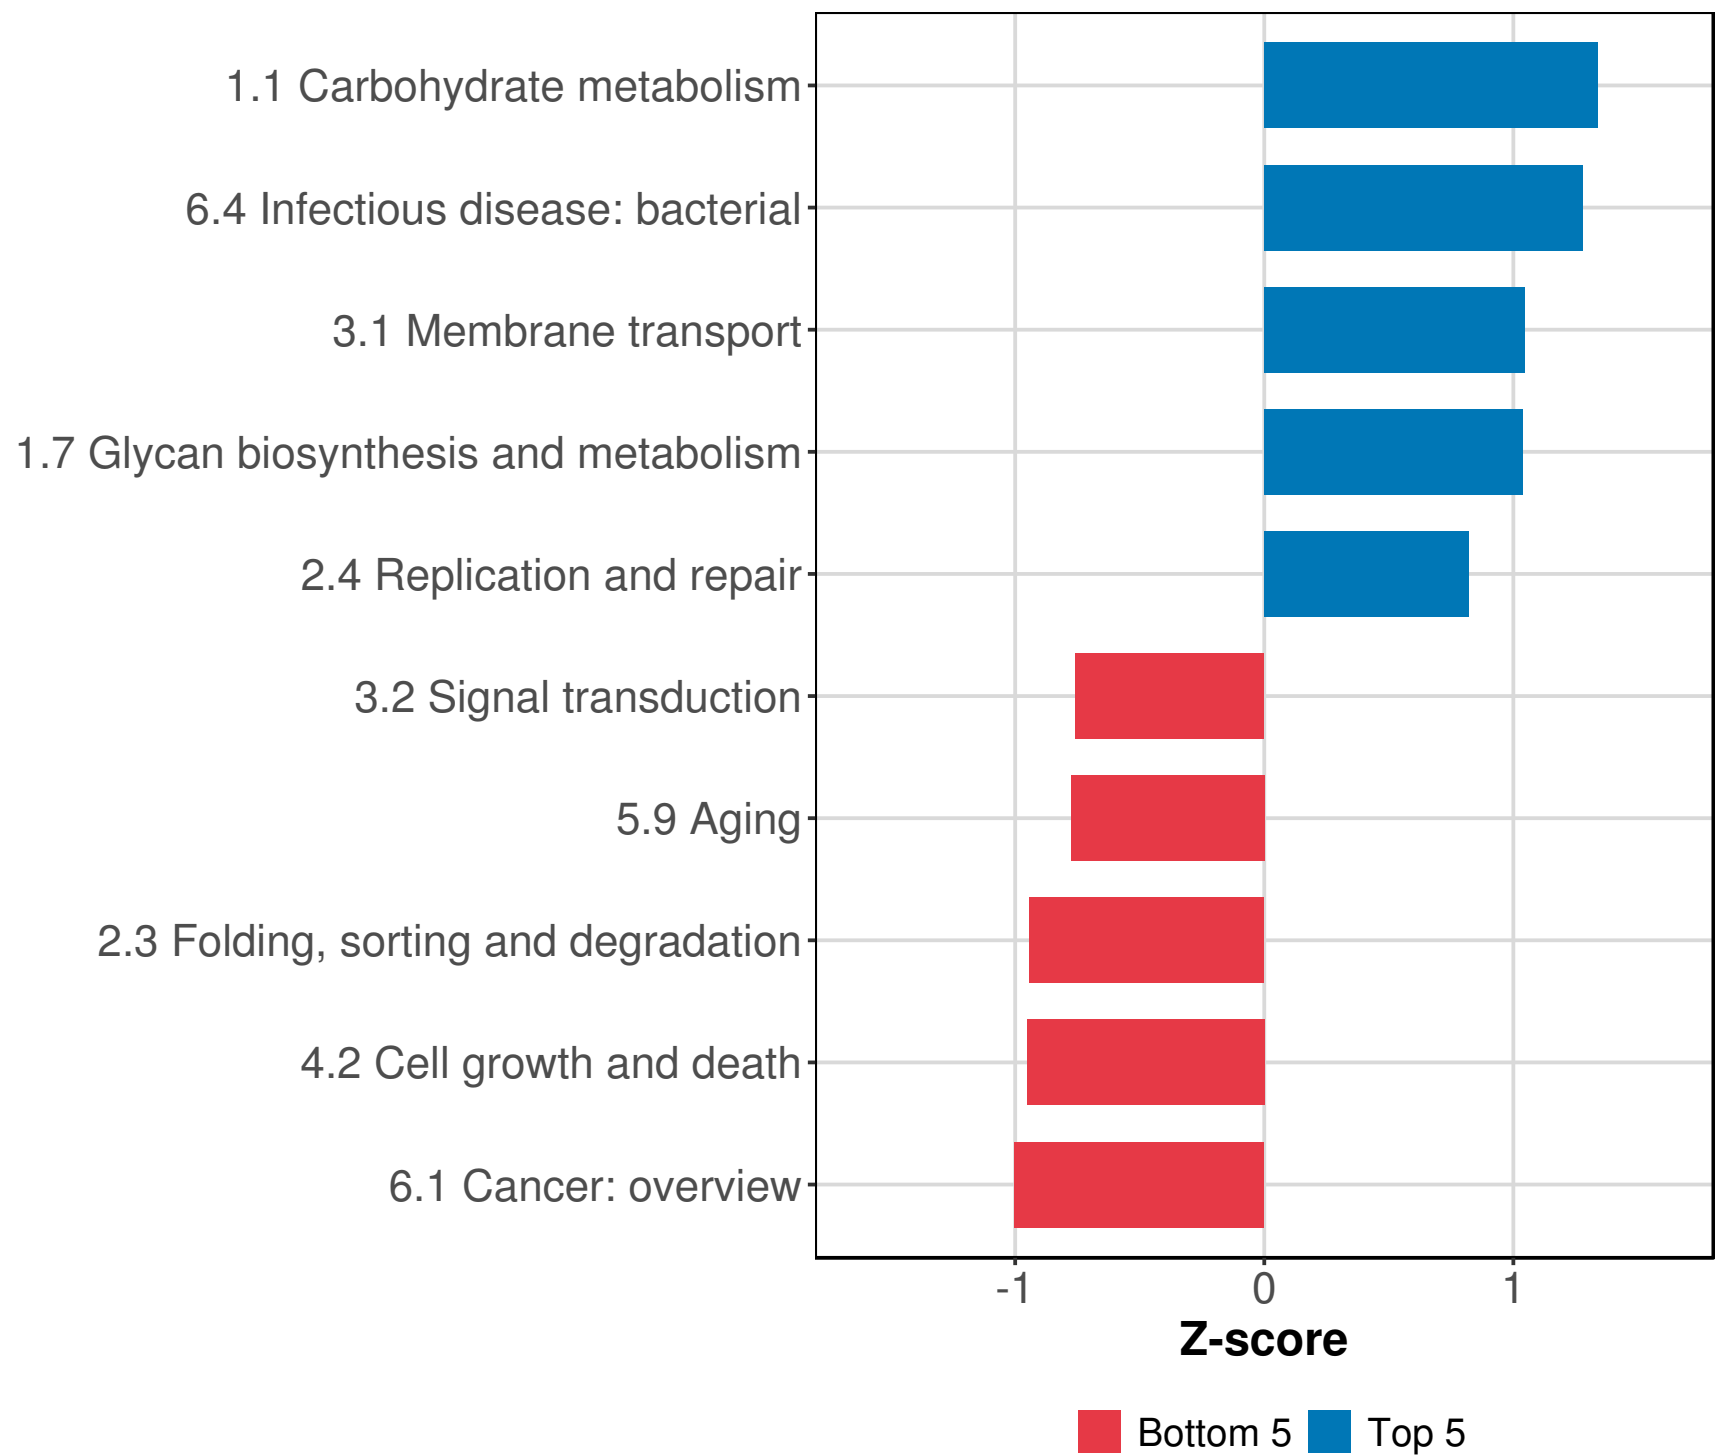 1.1 Carbohydrate metabolism
6.4 Infectious disease: bacterial
3.1 Membrane transport
1.7 Glycan biosynthesis and metabolism
2.4 Replication and repair
3.2 Signal transduction
5.9 Aging
2.3 Folding, sorting and degradation
4.2 Cell growth and death
6.1 Cancer: overview
-1 0 1
Z-score
Bottom 5 Top 5